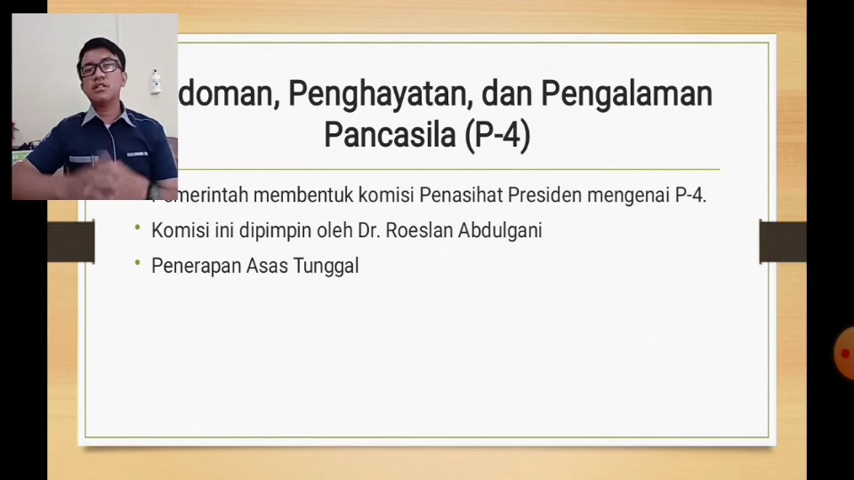 doman, Penghayatan, dan Pengalaman
Pancasila (P-4)
Pemerintah membentuk komisi Penasihat Presiden mengenai P-4.
• Komisi ini dipimpin oleh Dr. Roeslan Abdulgani
• Penerapan Asas Tunggal